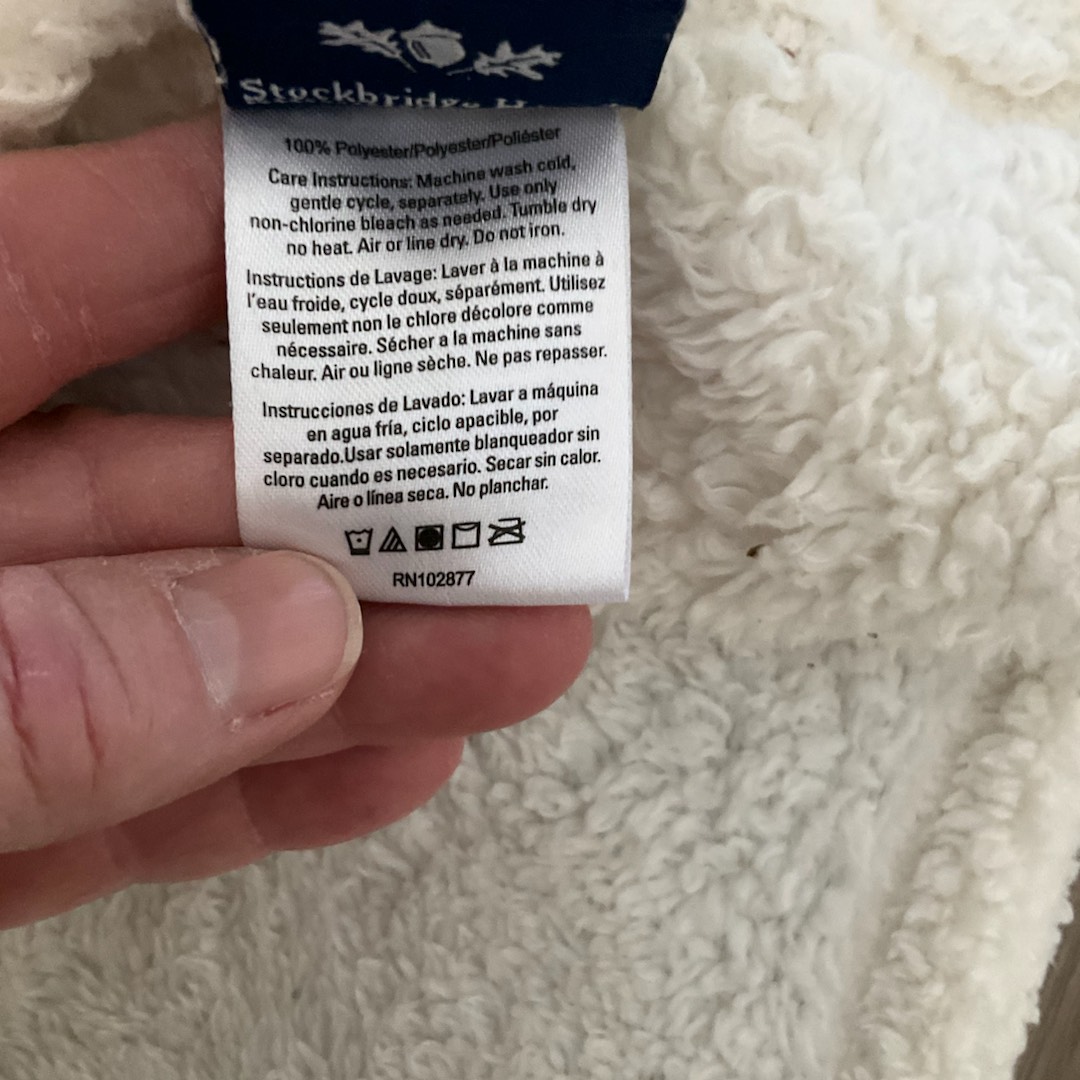 Stockbridge
100% Polyester/Polyester/Poliéster
Care Instructions: Machine wash cold,
gentle cycle, separately. Use only
non-chlorine bleach as needed. Tumble dry
no heat. Air or line dry. Do not iron.
Instructions de Lavage: Laver à la machine à
l'eau froide, cycle doux, séparément. Utilisez
seulement non le chlore décolore comme
nécessaire. Sécher a la machine sans
chaleur. Air ou ligne sèche. Ne pas repasser.
Instrucciones de Lavado: Lavar a máquina
en agua fría, ciclo apacible, por
separado.Usar solamente blanqueador sin
cloro cuando es necesario. Secar sin calor.
Aire o línea seca. No planchar.
RN102877